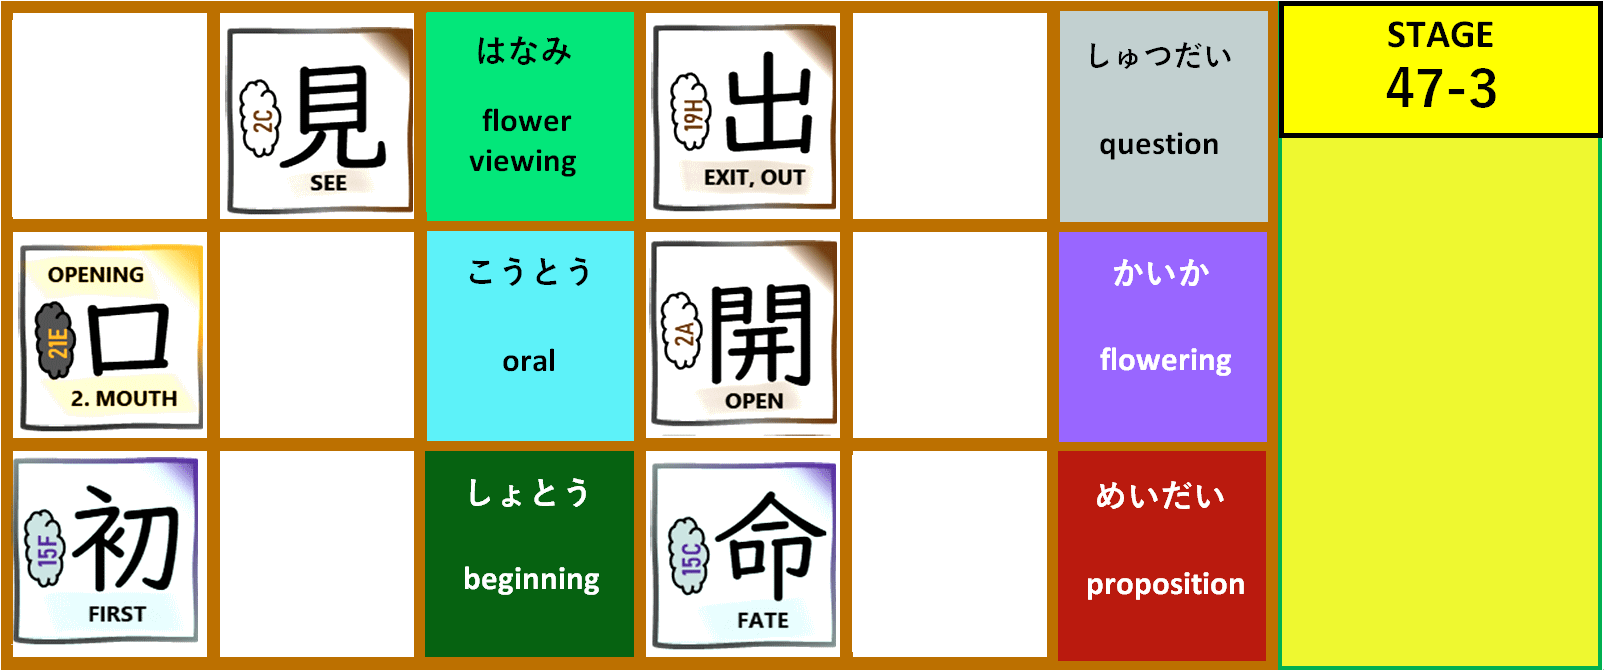 2C
見
SEE
はなみ
flower
viewing
19H
出
EXIT, OUT
しゅつだい
question
STAGE
47-3
OPENING
21E
口
2. MOUTH
こうとう
oral
2A
開
OPEN
かいか
flowering
15F
初
FIRST
しょとう
beginning
15C
命
FATE
めいだい
proposition